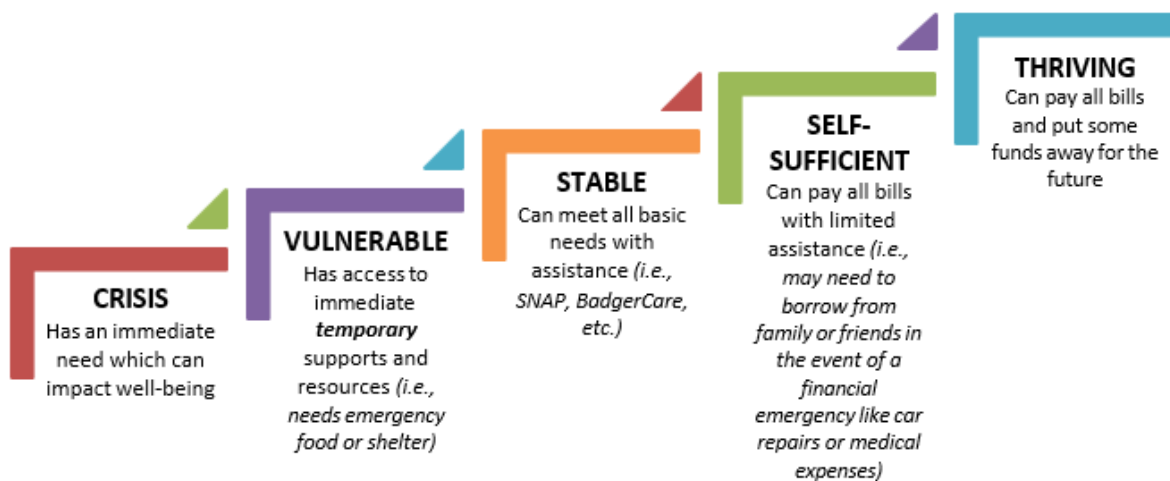 CRISIS
Has an immediate
need which can
impact well-being
VULNERABLE
Has access to
immediate
temporary
supports and
resources (i.e.,
needs emergency
food or shelter)
STABLE
Can meet all basic
needs with
assistance (i.e.,
SNAP, BadgerCare,
etc.)
SELF-
SUFFICIENT
Can pay all bills
with limited
assistance (i.e.,
may need to
borrow from
family or friends in
the event of a
financial
emergency like car
repairs or medical
expenses)
THRIVING
Can pay all bills
and put some
funds away for the
future